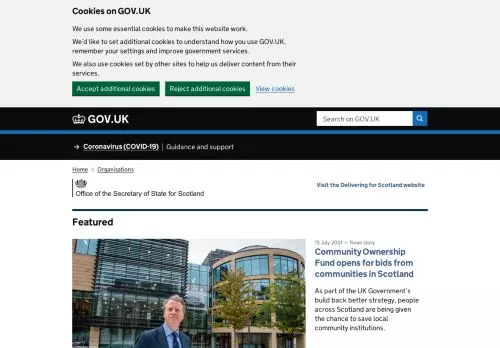 Cookies on GOV.UK
We use some essential cookies to make this website work.
We'd like to set additional cookies to understand how you use GOV.UK,
remember your settings and improve government services.
We also use cookies set by other sites to help us deliver content from their
services.
Accept additional cookies Reject additional cookies View cookies
GOV.UK Search on GOV.UK
→ Coronavirus (COVID-19) | Guidance and support
Home > Organisations
Office of the Secretary of State for Scotland
Visit the Delivering for Scotland website
Featured
15 July 2021 — News story
Community Ownership
Fund opens for bids from
communities in Scotland
As part of the UK Government's
build back better strategy, people
across Scotland are being given
the chance to save local
community institutions.